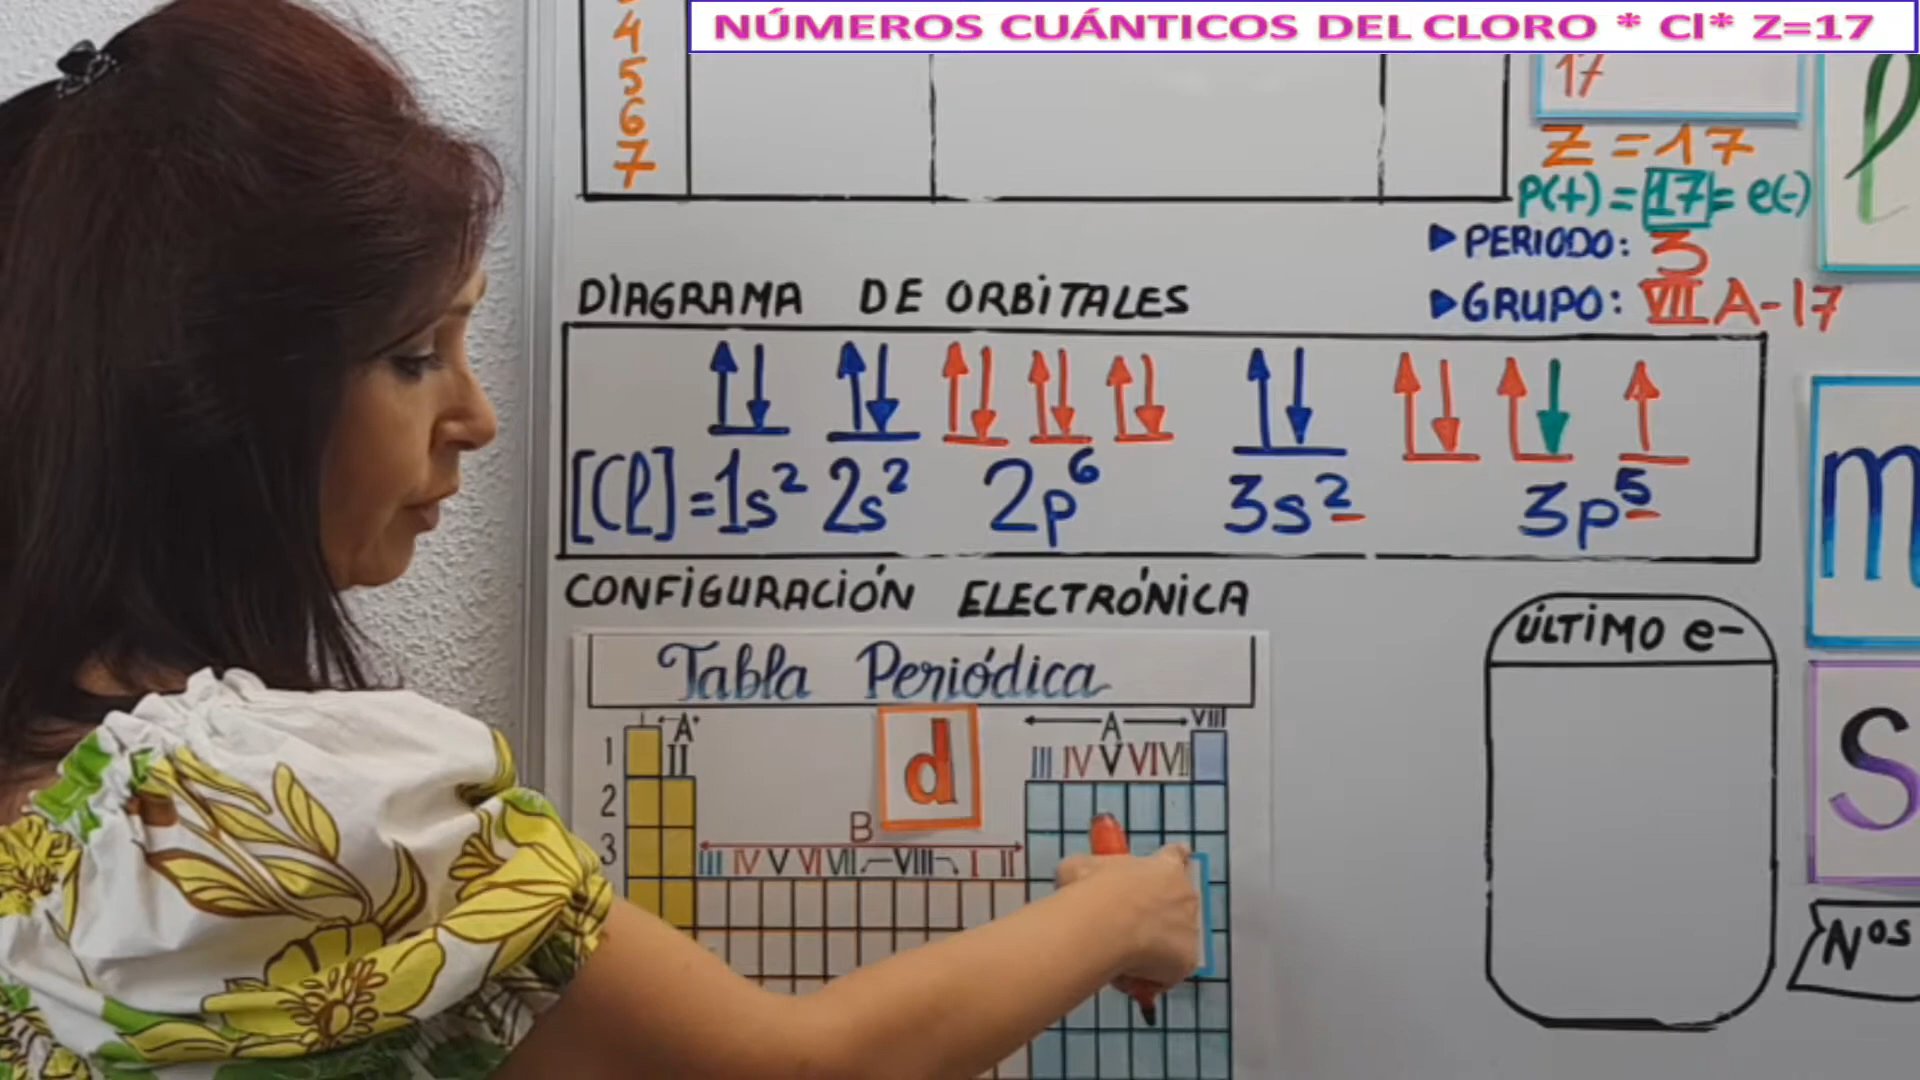 NÚMEROS CUÁNTICOS DEL CLORO * Cl* Z=17
4
5
6
7
17
Z=17
p(+) = 17 = e(-)
PERIODO: 3
GRUPO: VII A-17
l
DIAGRAMA DE ORBITALES
[Cl]=1s² 2s² 2p⁶ 3s² 3p⁵
CONFIGURACIÓN ELECTRÓNICA
m
ÚLTIMO e-
Tabla Periódica
I A II
A VIII
III IV V VI VII
d
B
III IV V VI VII VIII I II
1
2
3
S
Nos